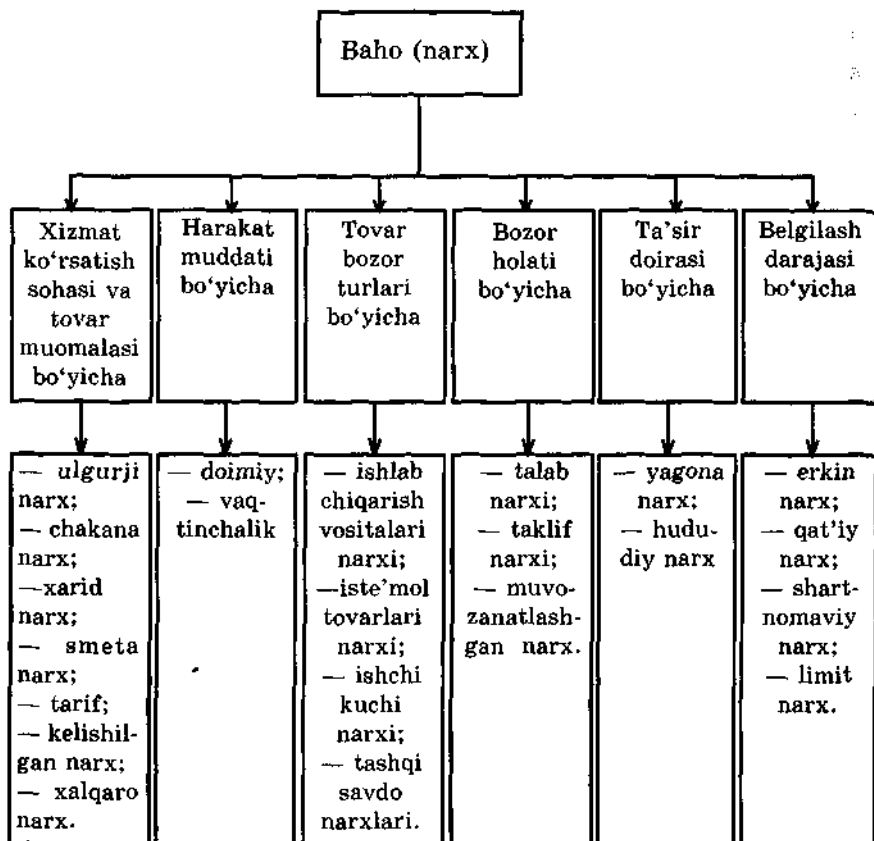 Baho (narx)
Xizmat
ko‘rsatish
sohasi va
tovar
muomalasi
bo‘yicha
Harakat
muddati
bo‘yicha
Tovar
bozor
turlari
bo‘yicha
Bozor
holati
bo‘yicha
Ta’sir
doirasi
bo‘yicha
Belgilash
darajasi
bo‘yicha
— ulgurji
narx;
— chakana
narx;
—xarid
narx;
— smeta
narx;
— tarif;
— kelishil-
gan narx;
— xalqaro
narx.
— doimiy;
— vaq-
tinchalik
— ishlab
chiqarish
vositalari
narxi;
—iste’mol
tovarlari
narxi;
— ishchi
kuchi
narxi;
— tashqi
savdo
narxlari.
— talab
narxi;
— taklif
narxi;
— muvo-
zanatlash-
gan narx.
— yagona
narx;
— hudu-
diy narx
— erkin
narx;
— qat’iy
narx;
— shart-
nomaviy
narx;
— limit
narx.